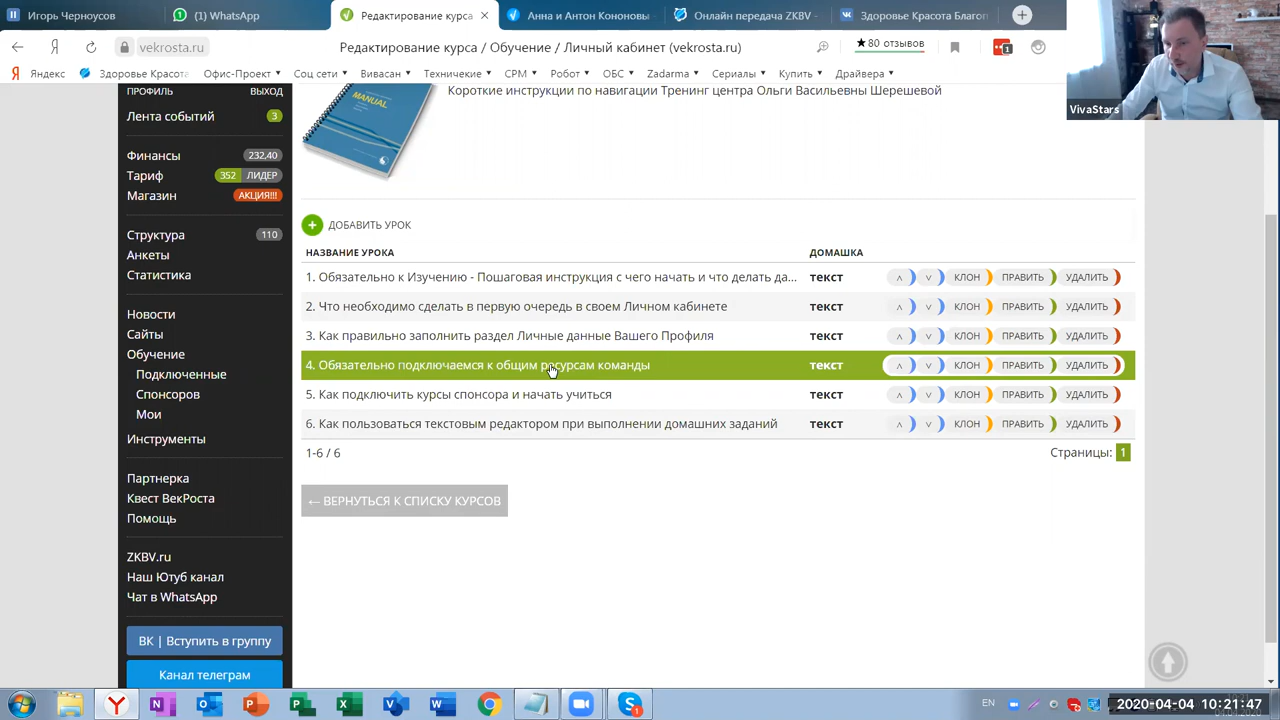 Игорь Черноусов
(1) WhatsApp
Редактирование курса
Анна и Антон Кононовы
Онлайн передача ZKBV -
Здоровье Красота Благоп
vekrosta.ru
Редактирование курса / Обучение / Личный кабинет (vekrosta.ru)
★80 отзывов
1
Яндекс
Здоровье Красота
Офис-Проект
Соц сети
Вивасан
Технические
СРМ
Робот
ОБС
Zadarma
Сериалы
Купить
Драйвера
VivaStars
ПРОФИЛЬ
ВЫХОД
Лента событий 3
Финансы 232,40
Тариф 352 ЛИДЕР
Магазин АКЦИЯ!!!
Структура 110
Анкеты
Статистика
Новости
Сайты
Обучение
Подключенные
Спонсоров
Мои
Инструменты
Партнерка
Квест ВекРоста
Помощь
ZKBV.ru
Наш Ютуб канал
Чат в WhatsApp
ВК | Вступить в группу
Канал телеграм
MANUAL
Короткие инструкции по навигации Тренинг центра Ольги Васильевны Шерешевой
+ ДОБАВИТЬ УРОК
НАЗВАНИЕ УРОКА ДОМАШКА
1. Обязательно к Изучению - Пошаговая инструкция с чего начать и что делать да... текст КЛОН ПРАВИТЬ УДАЛИТЬ
2. Что необходимо сделать в первую очередь в своем Личном кабинете текст КЛОН ПРАВИТЬ УДАЛИТЬ
3. Как правильно заполнить раздел Личные данные Вашего Профиля текст КЛОН ПРАВИТЬ УДАЛИТЬ
4. Обязательно подключаемся к общим ресурсам команды текст КЛОН ПРАВИТЬ УДАЛИТЬ
5. Как подключить курсы спонсора и начать учиться текст КЛОН ПРАВИТЬ УДАЛИТЬ
6. Как пользоваться текстовым редактором при выполнении домашних заданий текст КЛОН ПРАВИТЬ УДАЛИТЬ
1-6 / 6
Страницы: 1
← ВЕРНУТЬСЯ К СПИСКУ КУРСОВ
EN
2020-04-04 10:21:47